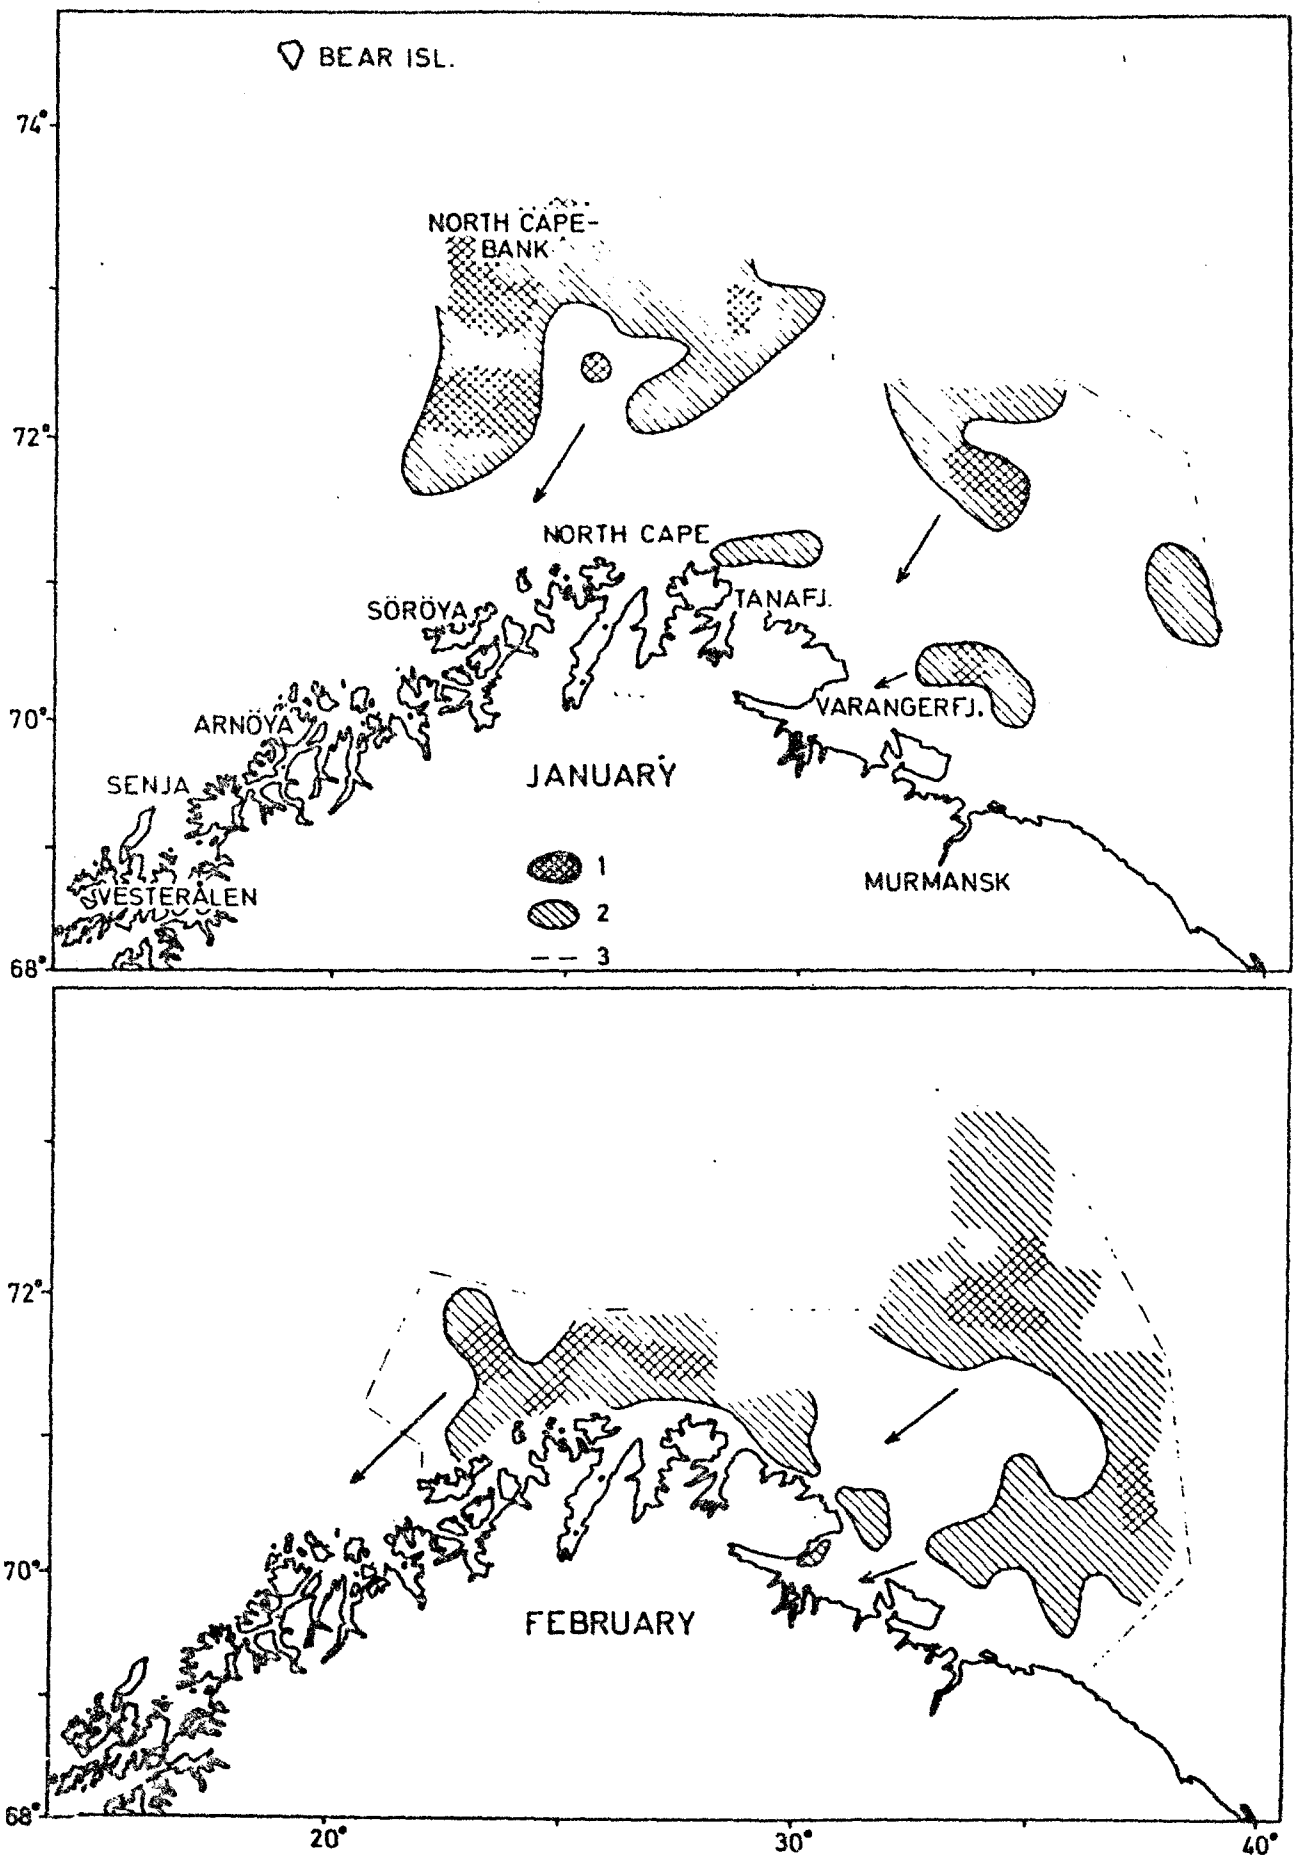 BEAR ISL.
74°
NORTH CAPE-
BANK
72°
NORTH CAPE
SÖRÖYA
TANAFJ.
ARNÖYA
70°
VARANGERFJ.
SENJA
JANUARY
1
MURMANSK
VESTERÅLEN
2
3
68°
72°
70°
FEBRUARY
68°
20°
30°
40°